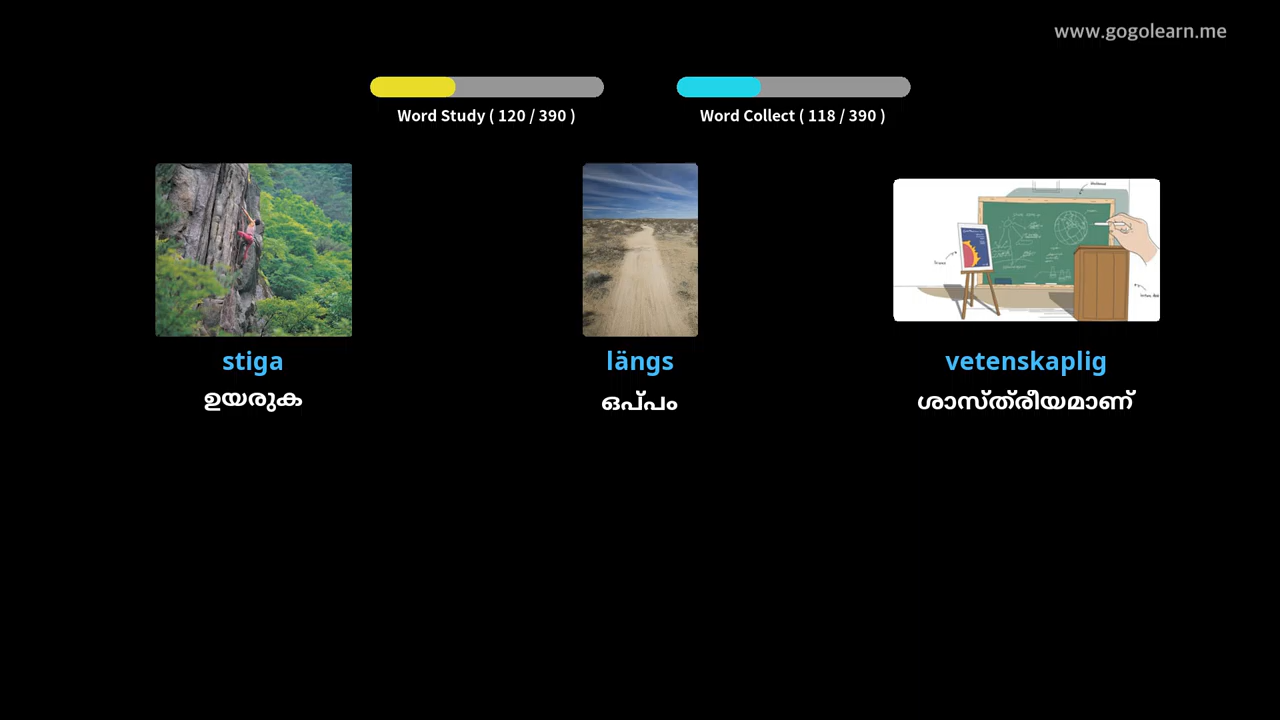 www.gogolearn.me
Word Study ( 120 / 390 )
Word Collect ( 118 / 390 )
stiga
längs
vetenskaplig
ഉയരുക
ഒപ്പം
ശാസ്ത്രീയമാണ്